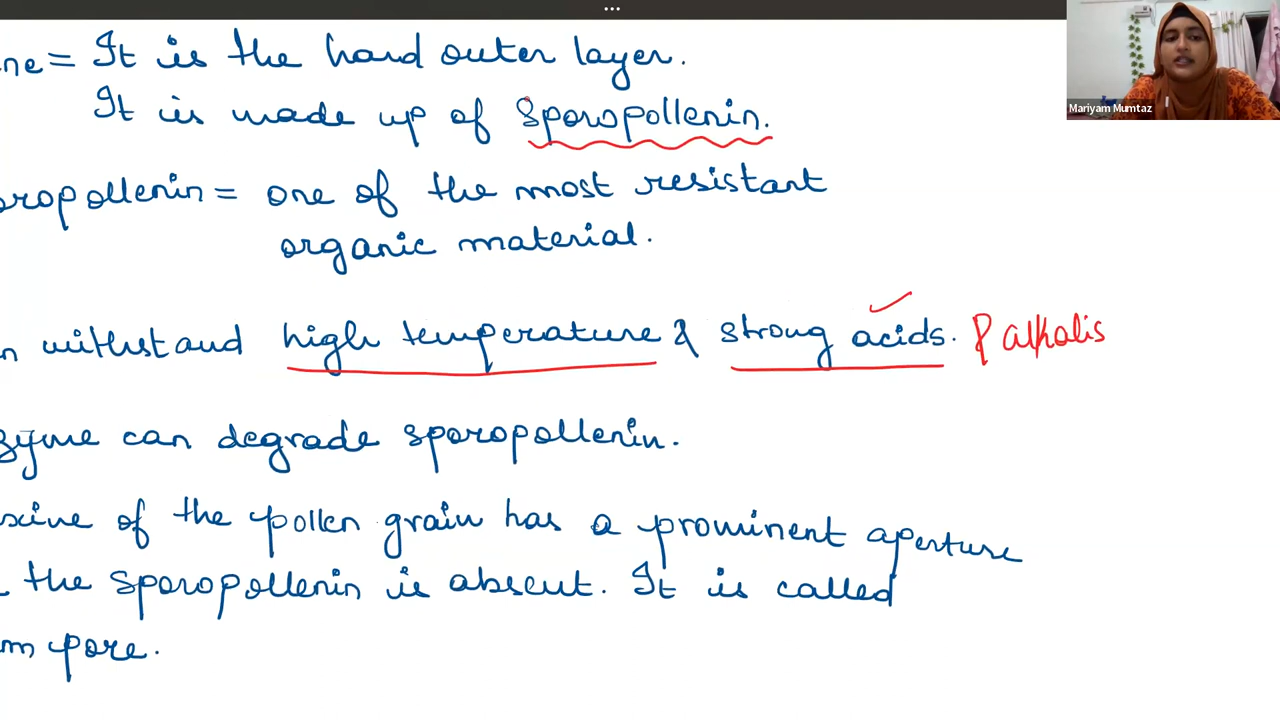 ne = It is the hard outer layer.
It is made up of Sporopollenin.
oropollenin = one of the most resistant
organic material.
n withstand high temperature & strong acids. & alkalis
zyme can degrade sporopollenin.
xine of the pollen grain has a prominent aperture
the sporopollenin is absent. It is called
m pore.
Mariyam Mumtaz